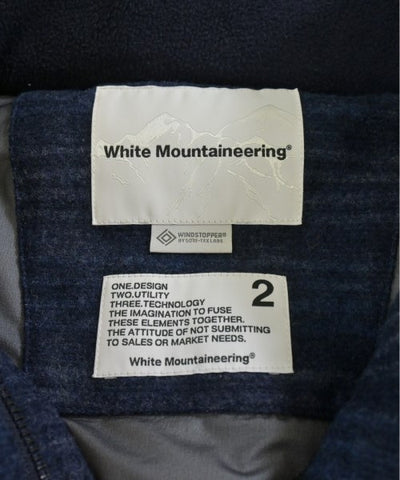 White Mountaineering®
WINDSTOPPER®
BY GORE-TEX LABS
ONE.DESIGN
TWO.UTILITY
THREE.TECHNOLOGY
THE IMAGINATION TO FUSE
THESE ELEMENTS TOGETHER.
THE ATTITUDE OF NOT SUBMITTING
TO SALES OR MARKET NEEDS.
2
White Mountaineering®